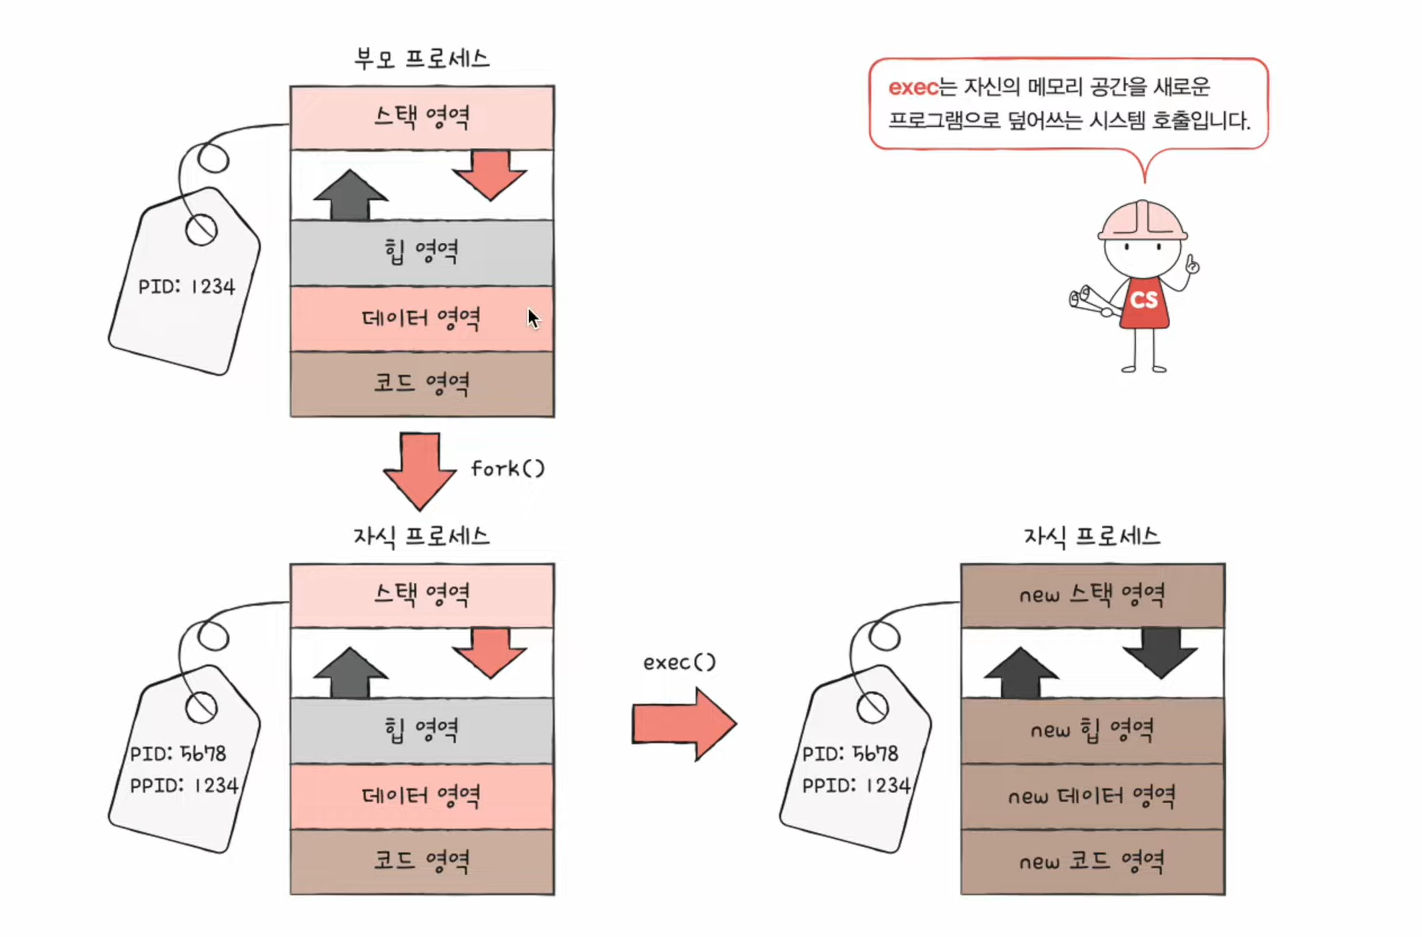 부모 프로세스
스택 영역
힙 영역
데이터 영역
코드 영역
PID: 1234
exec는 자신의 메모리 공간을 새로운
프로그램으로 덮어쓰는 시스템 호출입니다.
CS
fork()
자식 프로세스
스택 영역
힙 영역
데이터 영역
코드 영역
PID: 5678
PPID: 1234
exec()
자식 프로세스
new 스택 영역
new 힙 영역
new 데이터 영역
new 코드 영역
PID: 5678
PPID: 1234